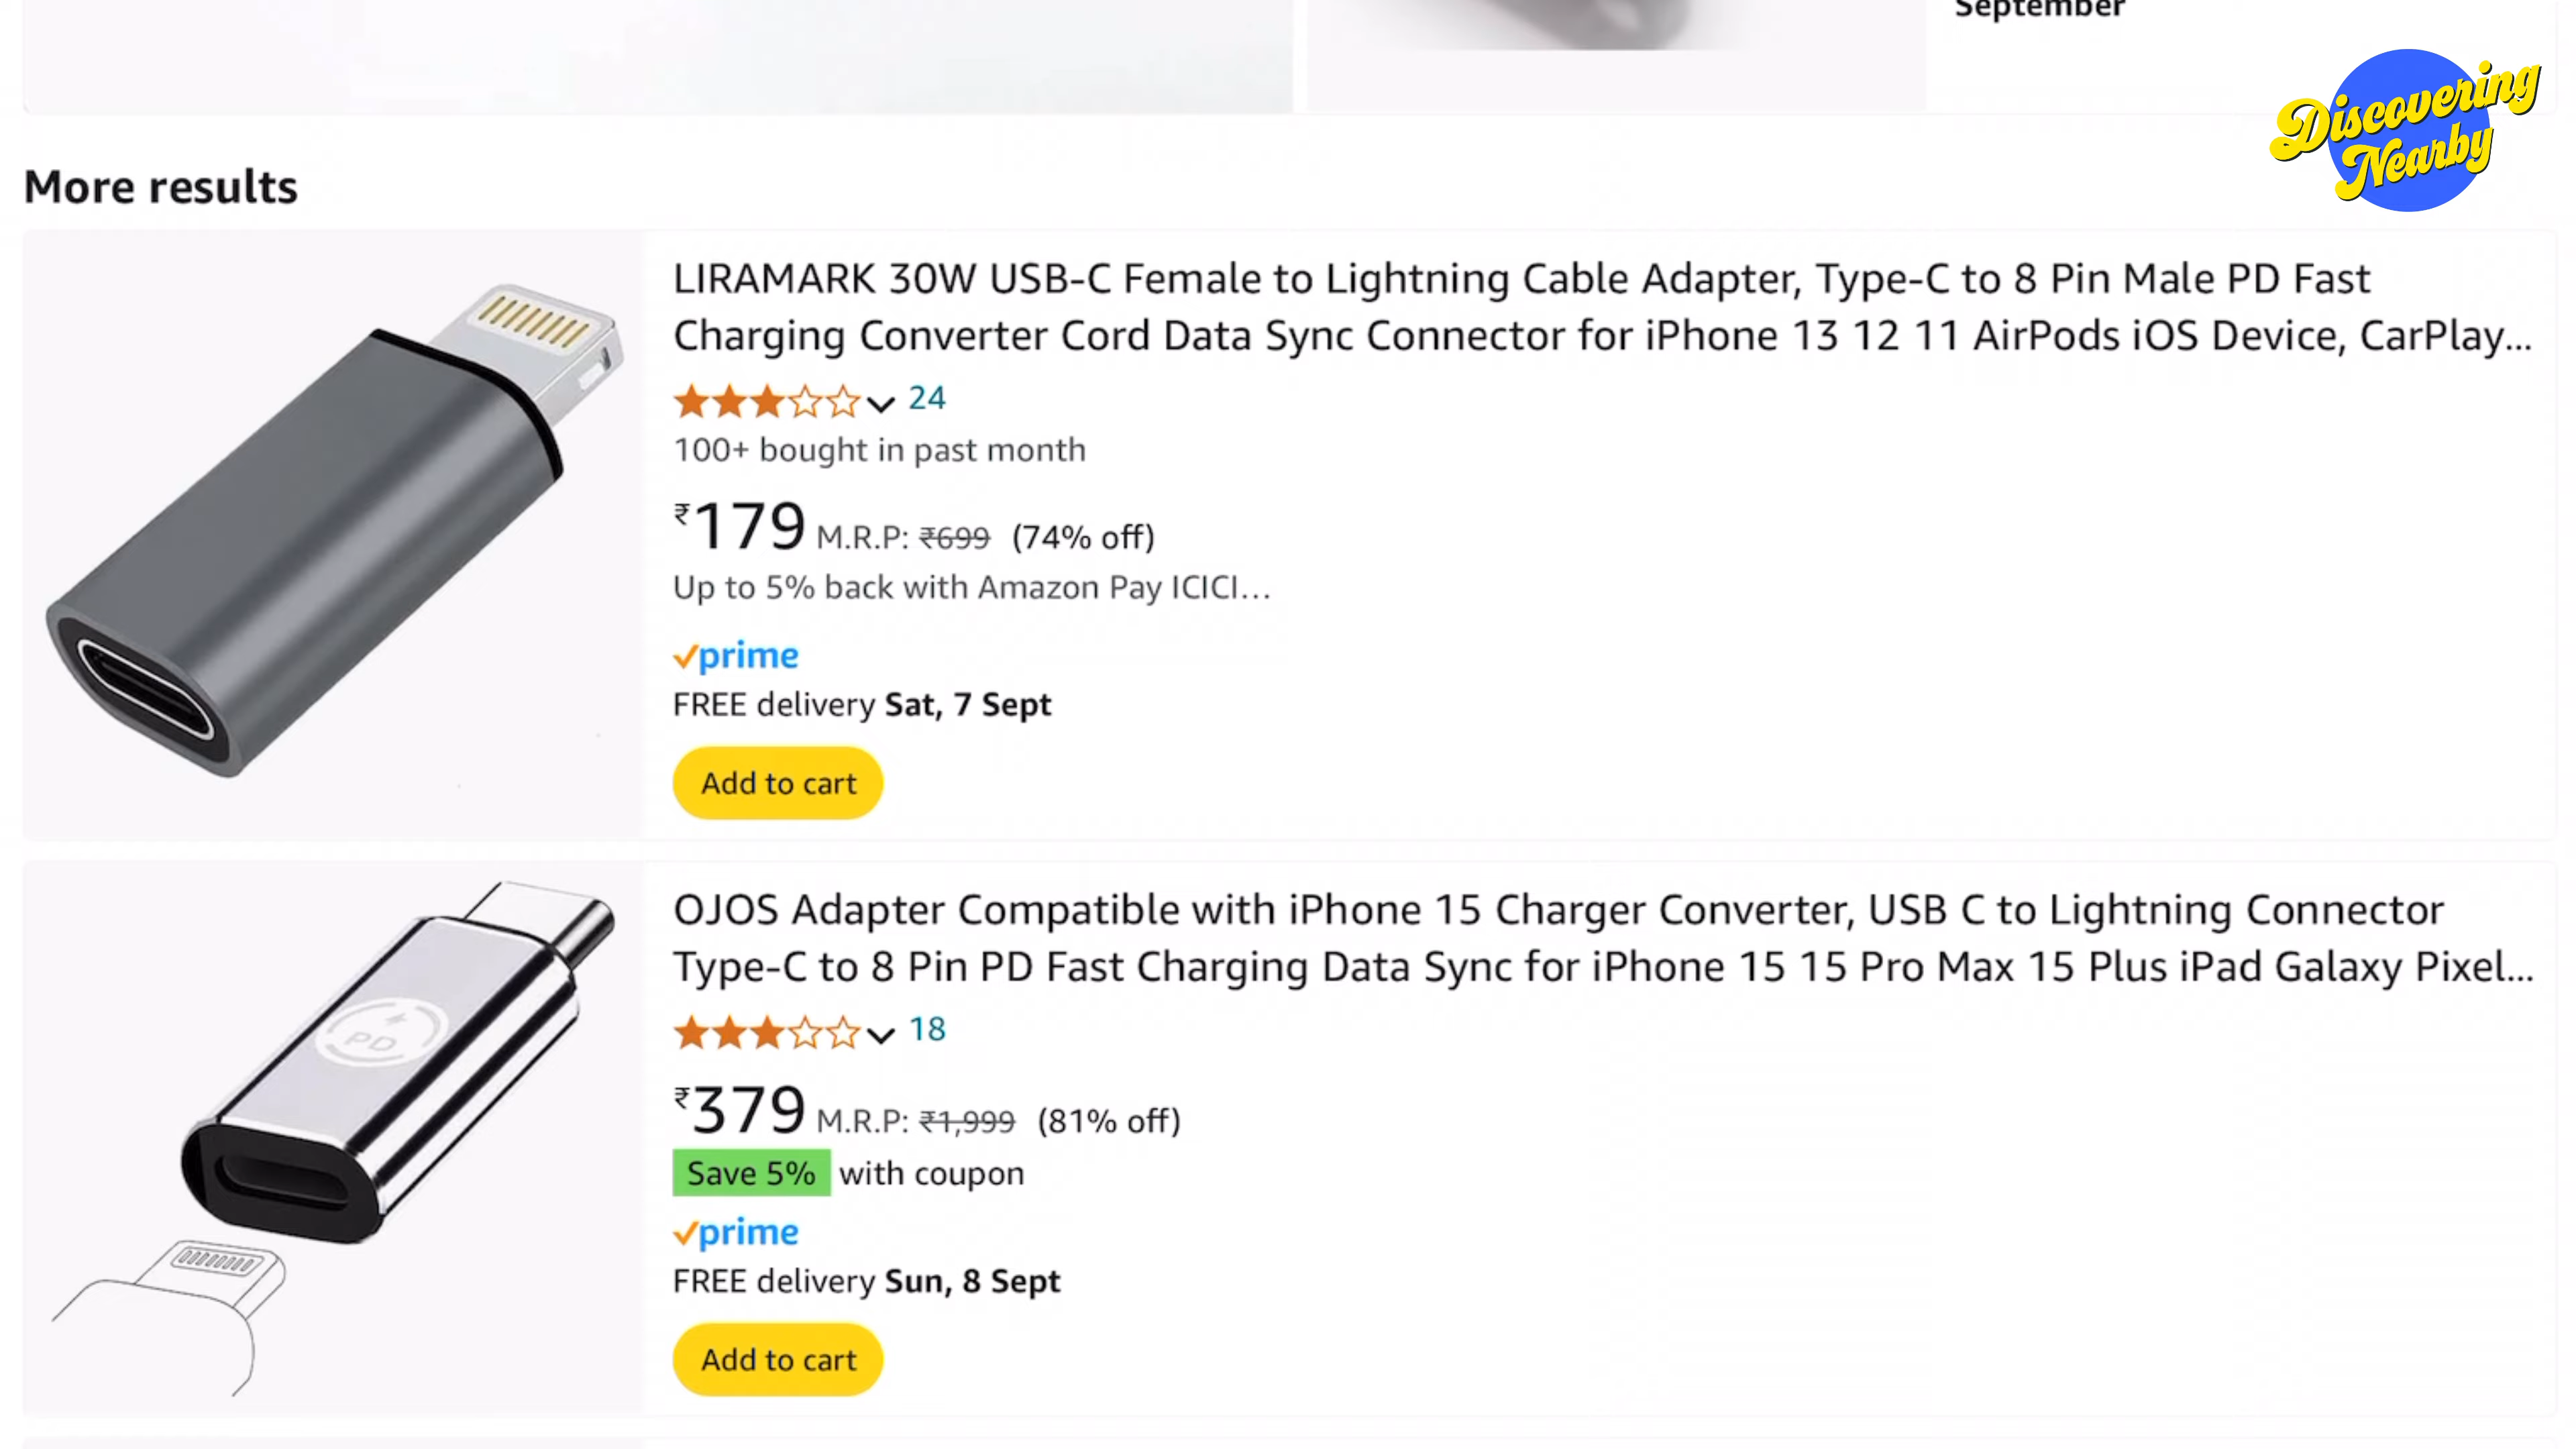 September
Discovering
Nearby
More results
LIRAMARK 30W USB-C Female to Lightning Cable Adapter, Type-C to 8 Pin Male PD Fast
Charging Converter Cord Data Sync Connector for iPhone 13 12 11 AirPods iOS Device, CarPlay...
24
100+ bought in past month
₹179 M.R.P: ₹699 (74% off)
Up to 5% back with Amazon Pay ICICI...
prime
FREE delivery Sat, 7 Sept
Add to cart
OJOS Adapter Compatible with iPhone 15 Charger Converter, USB C to Lightning Connector
Type-C to 8 Pin PD Fast Charging Data Sync for iPhone 15 15 Pro Max 15 Plus iPad Galaxy Pixel...
PD
18
₹379 M.R.P: ₹1,999 (81% off)
Save 5% with coupon
prime
FREE delivery Sun, 8 Sept
Add to cart